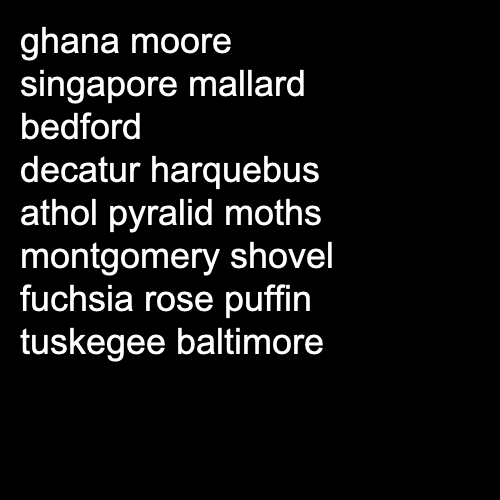 ghana moore
singapore mallard
bedford
decatur harquebus
athol pyralid moths
montgomery shovel
fuchsia rose puffin
tuskegee baltimore